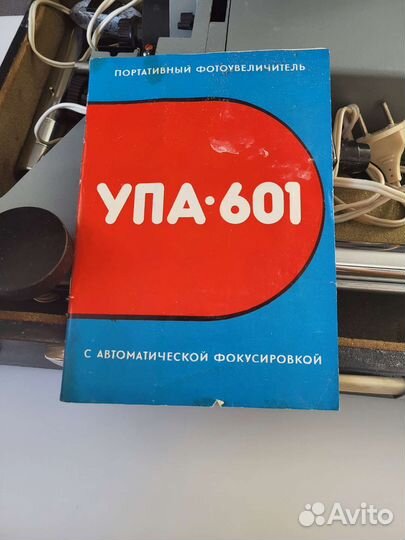 ПОРТАТИВНЫЙ ФОТОУВЕЛИЧИТЕЛЬ
УПА·601
С АВТОМАТИЧЕСКОЙ ФОКУСИРОВКОЙ
Avito